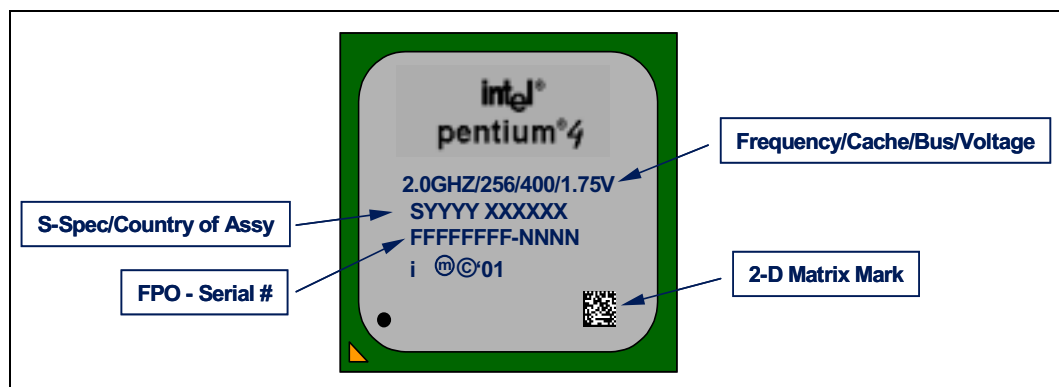 intel®
pentium®4
Frequency/Cache/Bus/Voltage
2.0GHZ/256/400/1.75V
S-Spec/Country of Assy
SYYYY XXXXXX
FFFFFFFF-NNNN
FPO - Serial #
i ⓜ©'01
2-D Matrix Mark